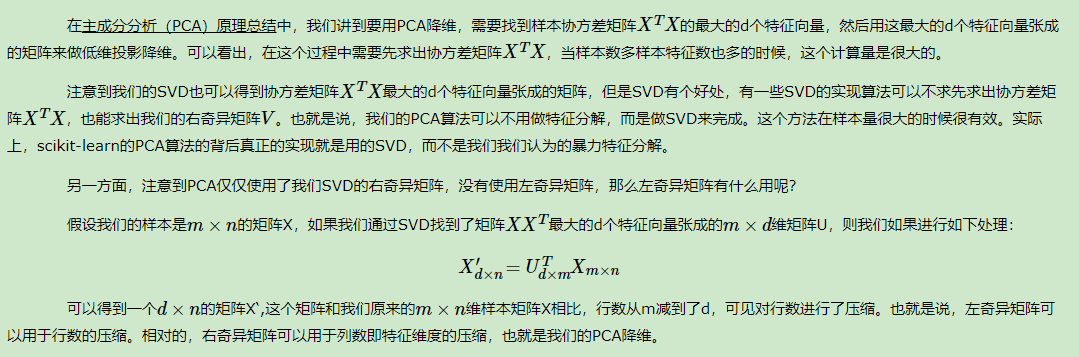 在主成分分析（PCA）原理总结中，我们讲到要用PCA降维，需要找到样本协方差矩阵X^T X的最大的d个特征向量，然后用这最大的d个特征向量张成
的矩阵来做低维投影降维。可以看出，在这个过程中需要先求出协方差矩阵X^T X，当样本数多样本特征数也多的时候，这个计算量是很大的。
注意到我们的SVD也可以得到协方差矩阵X^T X最大的d个特征向量张成的矩阵，但是SVD有个好处，有一些SVD的实现算法可以不求先求出协方差矩
阵X^T X，也能求出我们的右奇异矩阵V。也就是说，我们的PCA算法可以不用做特征分解，而是做SVD来完成。这个方法在样本量很大的时候很有效。实际
上，scikit-learn的PCA算法的背后真正的实现就是用的SVD，而不是我们我们认为的暴力特征分解。
另一方面，注意到PCA仅仅使用了我们SVD的右奇异矩阵，没有使用左奇异矩阵，那么左奇异矩阵有什么用呢？
假设我们的样本是m × n的矩阵X，如果我们通过SVD找到了矩阵XX^T最大的d个特征向量张成的m × d维矩阵U，则我们如果进行如下处理：
X'_{d×n} = U^T_{d×m} X_{m×n}
可以得到一个d × n的矩阵X‘,这个矩阵和我们原来的m × n维样本矩阵X相比，行数从m减到了d，可见对行数进行了压缩。也就是说，左奇异矩阵可
以用于行数的压缩。相对的，右奇异矩阵可以用于列数即特征维度的压缩，也就是我们的PCA降维。